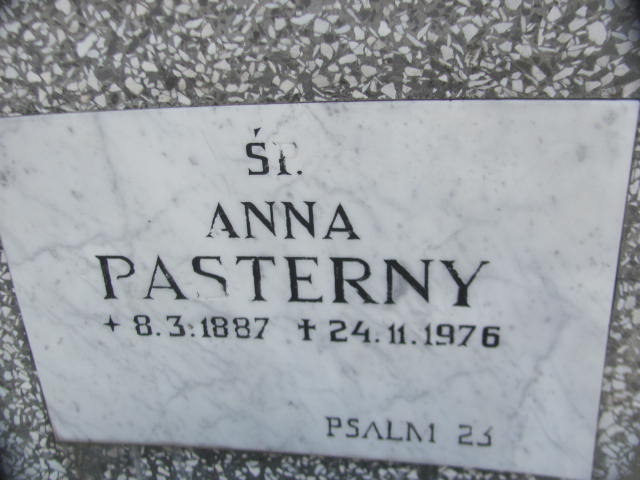 ŚP.
ANNA
PASTERNY
* 8.3.1887 † 24.11.1976
PSALM 23